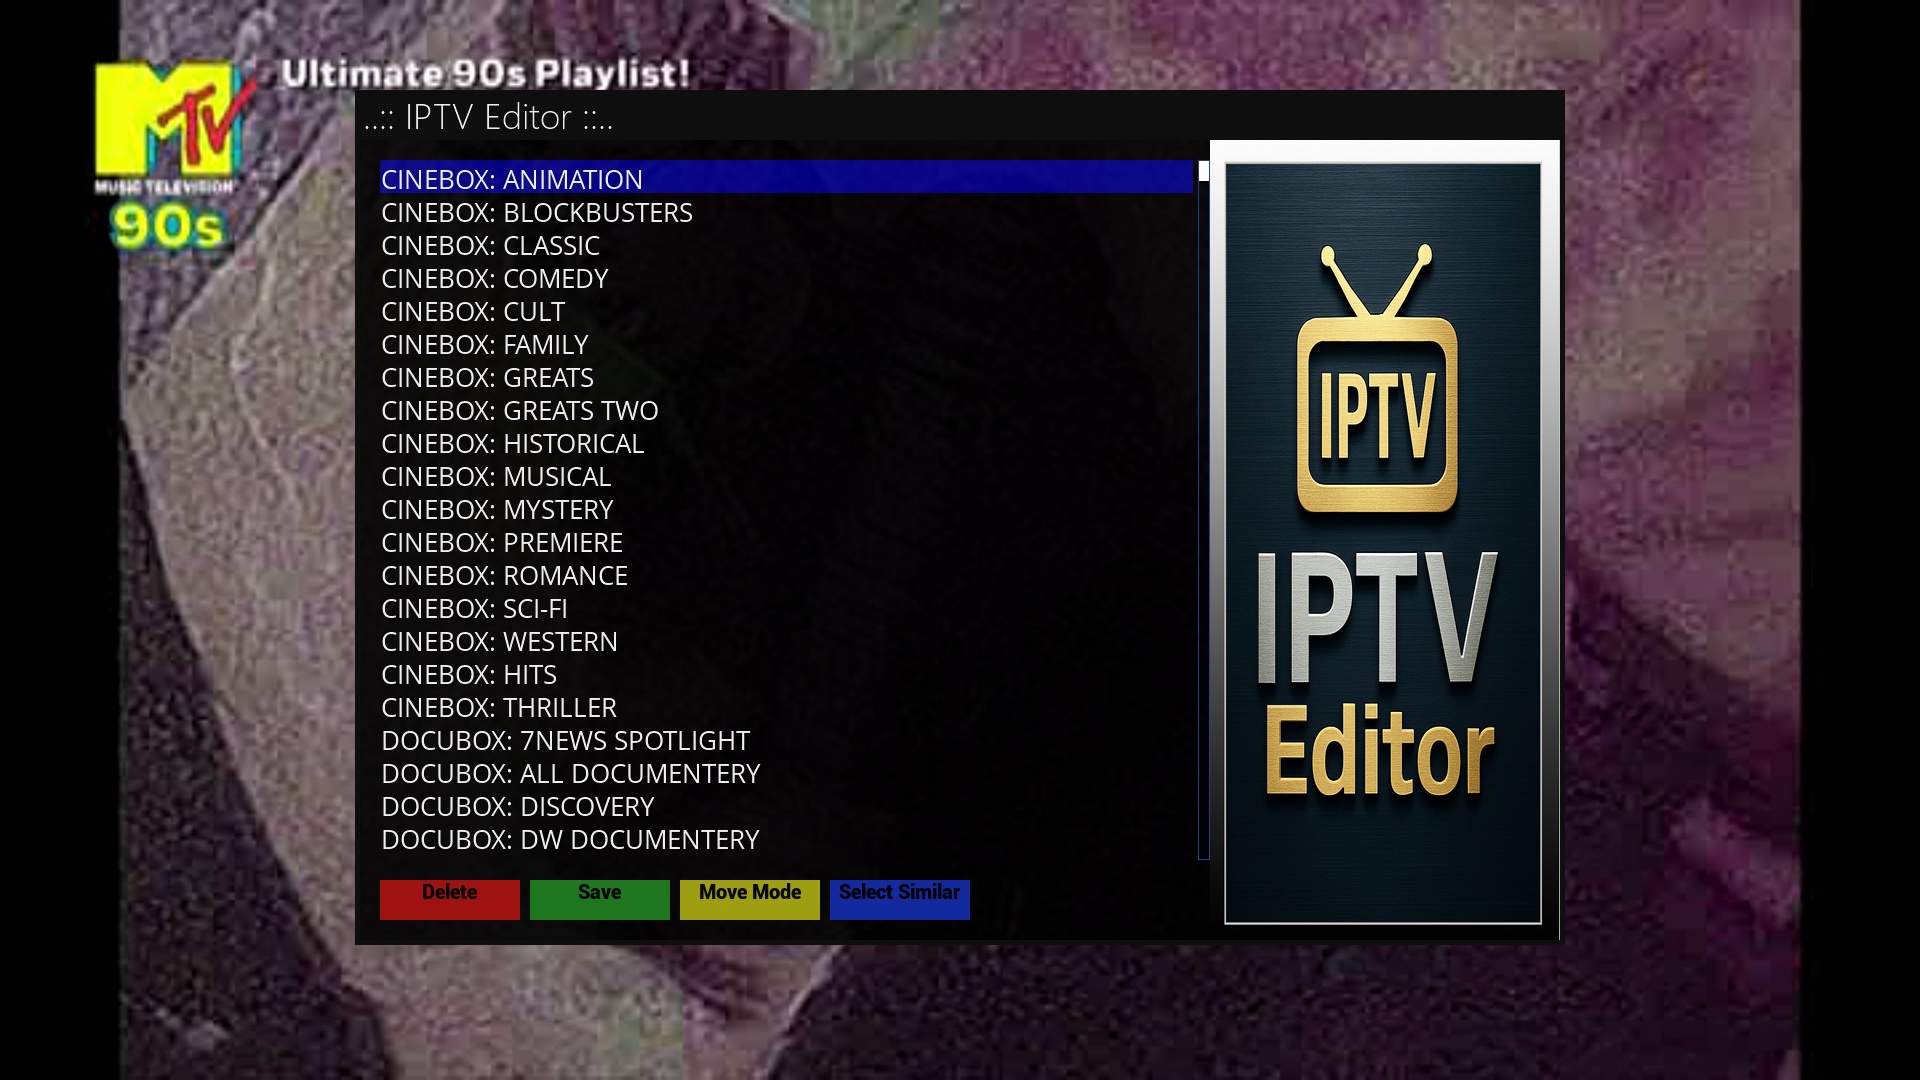 Ultimate 90s Playlist!
MTV
MUSIC TELEVISION
90s
..:: IPTV Editor ::..
CINEBOX: ANIMATION
CINEBOX: BLOCKBUSTERS
CINEBOX: CLASSIC
CINEBOX: COMEDY
CINEBOX: CULT
CINEBOX: FAMILY
CINEBOX: GREATS
CINEBOX: GREATS TWO
CINEBOX: HISTORICAL
CINEBOX: MUSICAL
CINEBOX: MYSTERY
CINEBOX: PREMIERE
CINEBOX: ROMANCE
CINEBOX: SCI-FI
CINEBOX: WESTERN
CINEBOX: HITS
CINEBOX: THRILLER
DOCUBOX: 7NEWS SPOTLIGHT
DOCUBOX: ALL DOCUMENTERY
DOCUBOX: DISCOVERY
DOCUBOX: DW DOCUMENTERY
Delete
Save
Move Mode
Select Similar
IPTV
IPTV
Editor